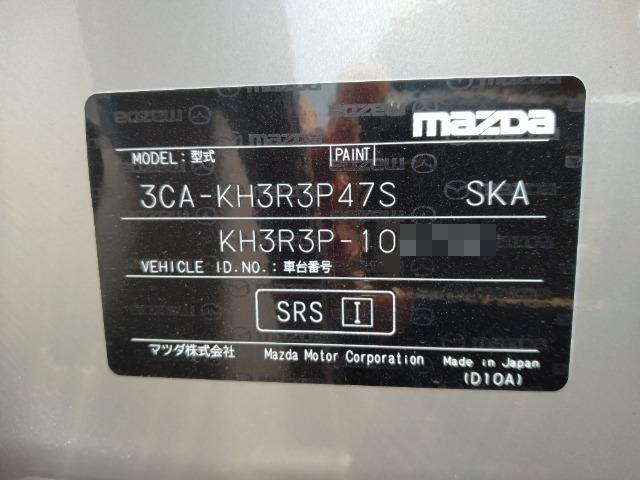 mazda
MODEL: 型式 PAINT
3CA-KH3R3P47S SKA
KH3R3P-10
VEHICLE ID.NO.: 車台番号
SRS I
マツダ株式会社 Mazda Motor Corporation Made in Japan
(D10A)